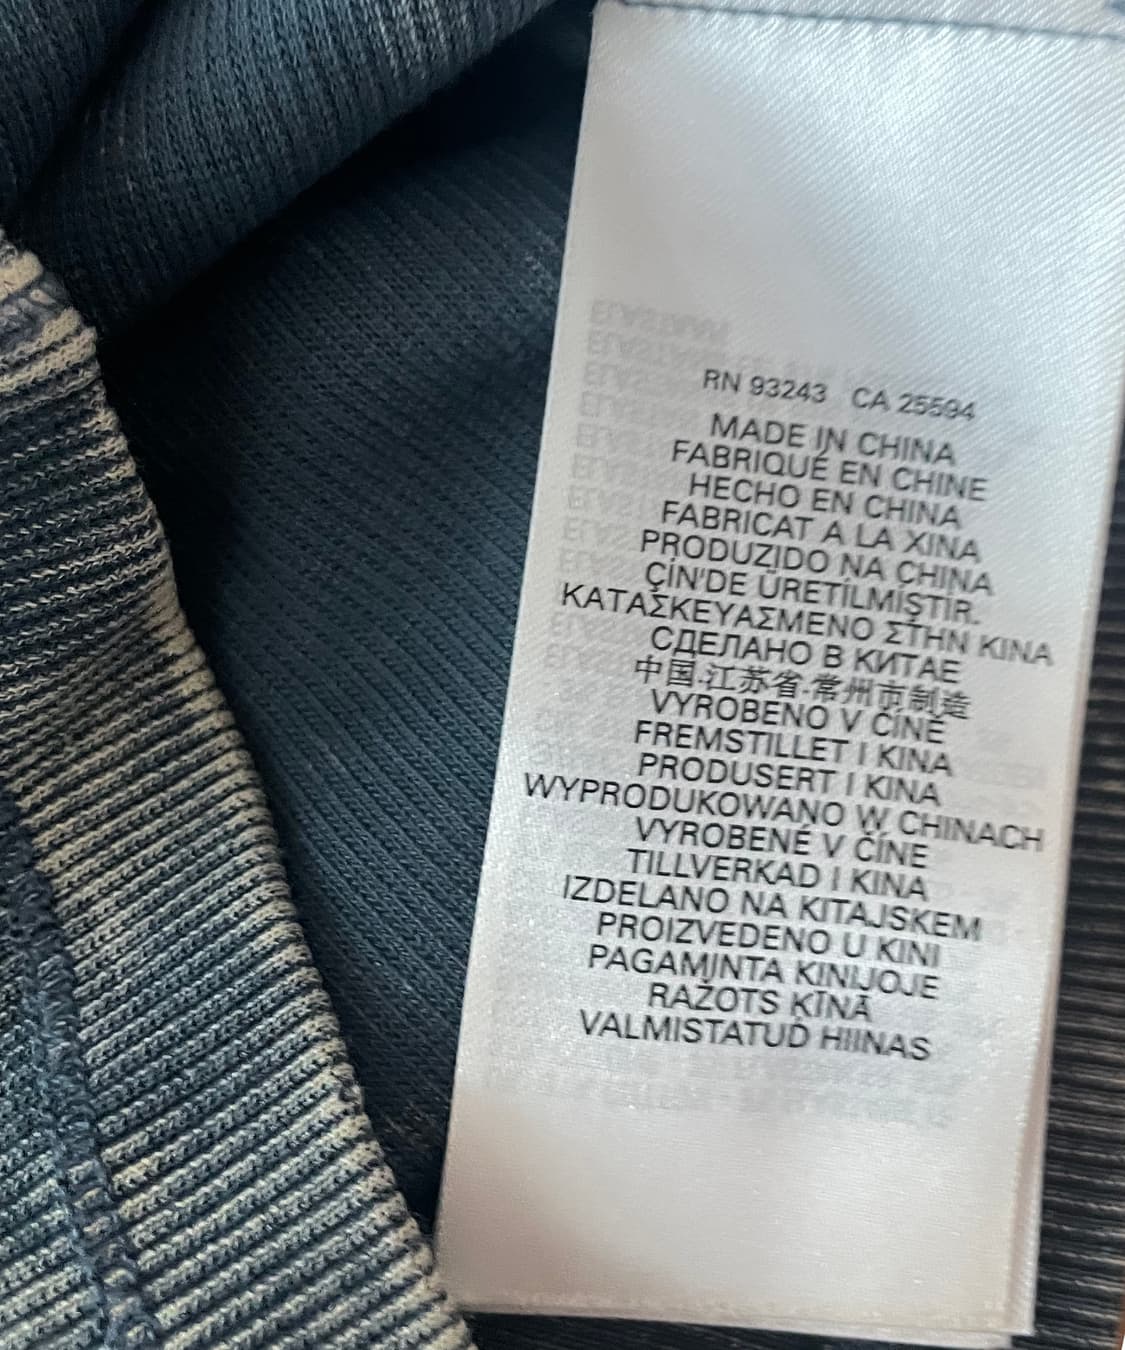 RN 93243 CA 25594
MADE IN CHINA
FABRIQUÉ EN CHINE
HECHO EN CHINA
FABRICAT A LA XINA
PRODUZIDO NA CHINA
ÇİN'DE ÜRETİLMİŞTİR.
ΚΑΤΑΣΚΕΥΑΣΜΕΝΟ ΣΤΗΝ ΚΙΝΑ
СДЕЛАНО В КИТАЕ
中国·江苏省·常州市制造
VYROBENO V ČÍNĚ
FREMSTILLET I KINA
PRODUSERT I KINA
WYPRODUKOWANO W CHINACH
VYROBENÉ V ČÍNE
TILLVERKAD I KINA
IZDELANO NA KITAJSKEM
PROIZVEDENO U KINI
PAGAMINTA KINIJOJE
RAŽOTS ĶĪNĀ
VALMISTATUD HIINAS